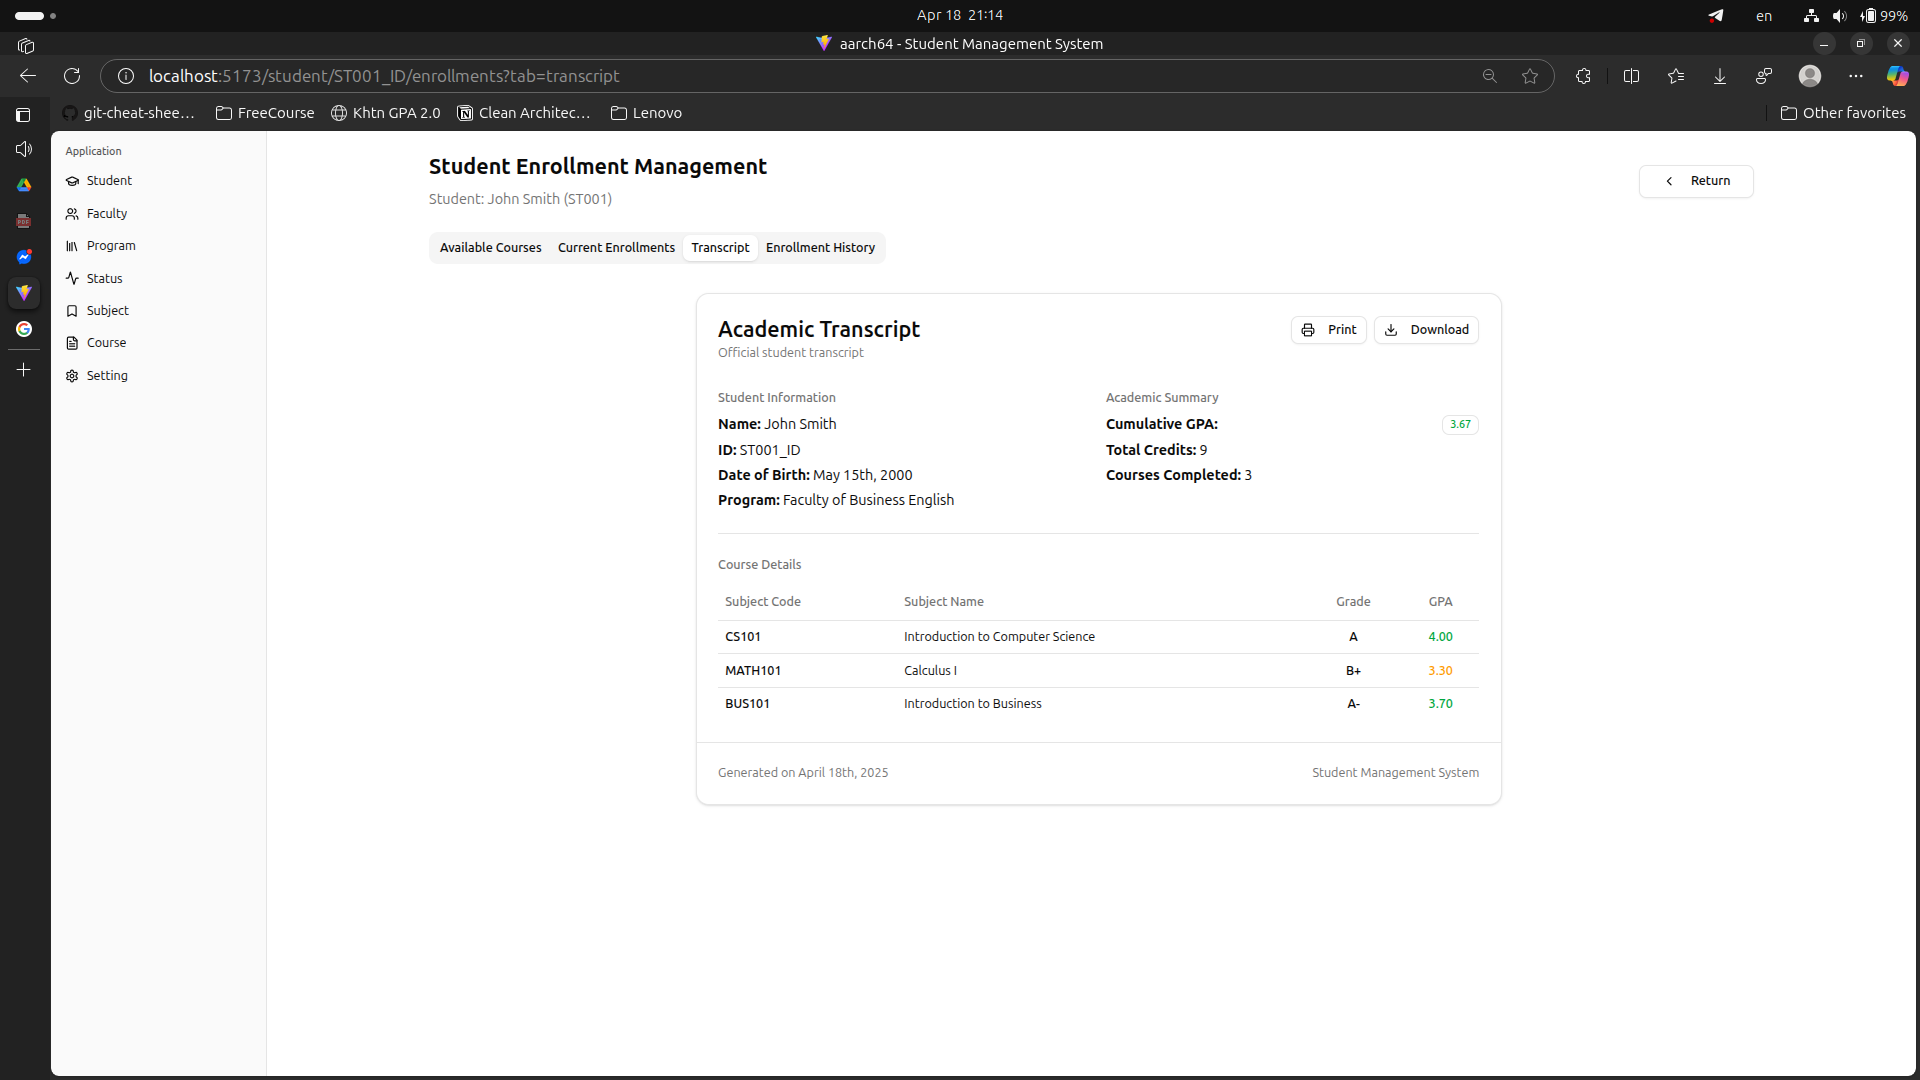 Apr 18 21:14
en
99%
aarch64 - Student Management System
localhost:5173/student/ST001_ID/enrollments?tab=transcript
git-cheat-shee...
FreeCourse
Khtn GPA 2.0
Clean Architec...
Lenovo
Other favorites
Application
Student
Faculty
Program
Status
Subject
Course
Setting
Student Enrollment Management
Student: John Smith (ST001)
Return
Available Courses Current Enrollments Transcript Enrollment History
Academic Transcript
Official student transcript
Print
Download
Student Information
Name: John Smith
ID: ST001_ID
Date of Birth: May 15th, 2000
Program: Faculty of Business English
Academic Summary
Cumulative GPA: 3.67
Total Credits: 9
Courses Completed: 3
Course Details
Subject Code Subject Name Grade GPA
CS101 Introduction to Computer Science A 4.00
MATH101 Calculus I B+ 3.30
BUS101 Introduction to Business A- 3.70
Generated on April 18th, 2025
Student Management System